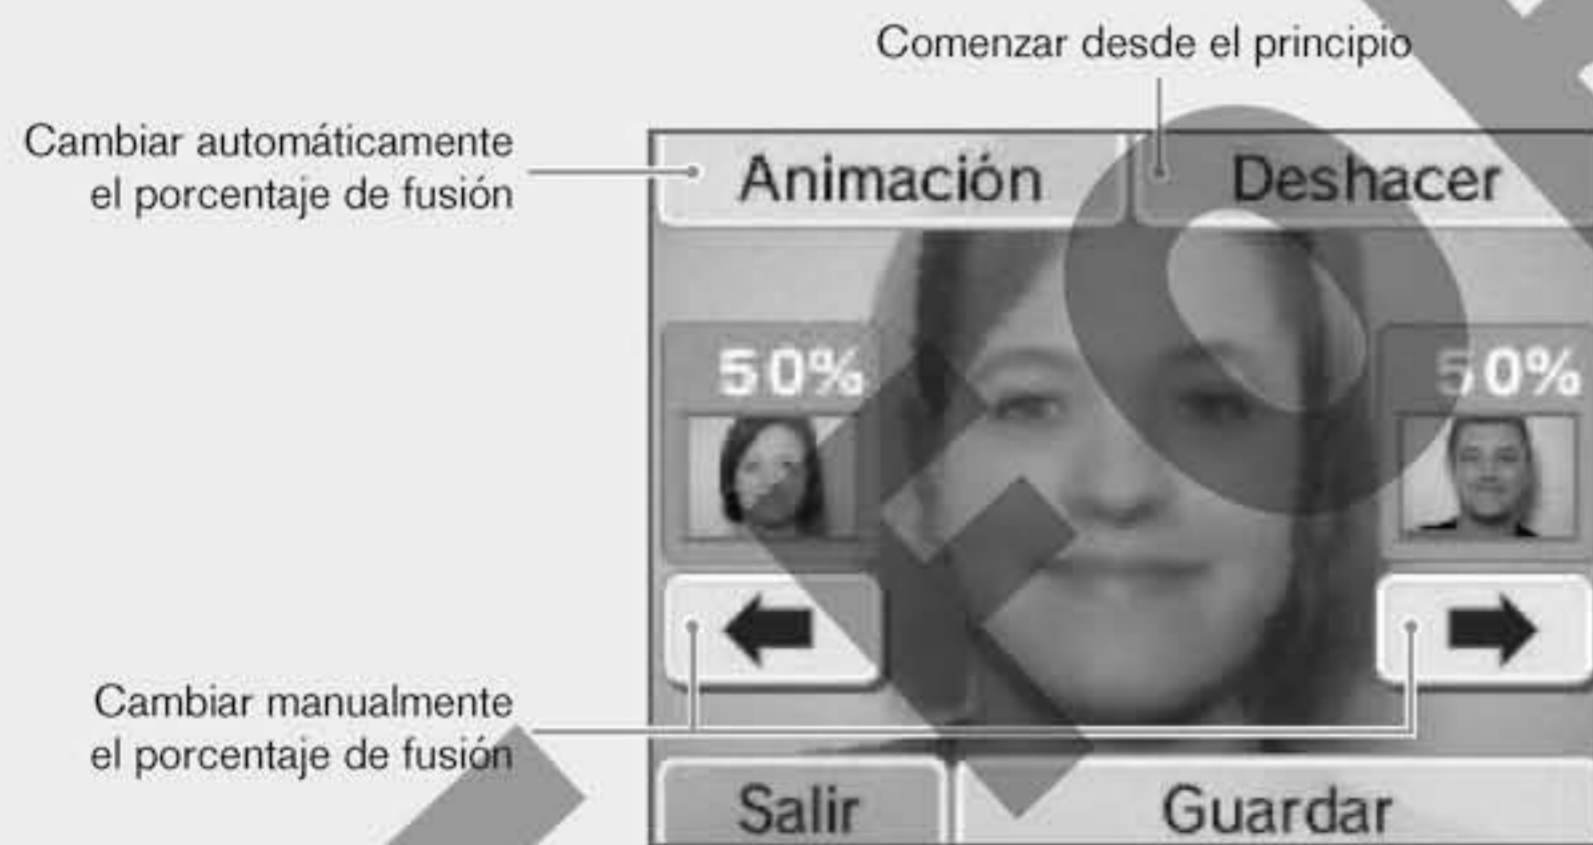 Comenzar desde el principio
Cambiar automáticamente
el porcentaje de fusión
Animación
Deshacer
50%
50%
Cambiar manualmente
el porcentaje de fusión
Salir
Guardar